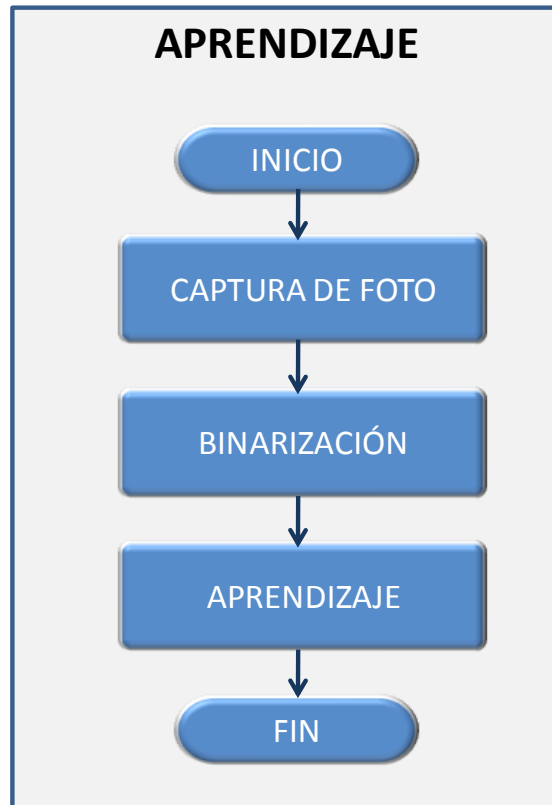 APRENDIZAJE
INICIO
CAPTURA DE FOTO
BINARIZACIÓN
APRENDIZAJE
FIN